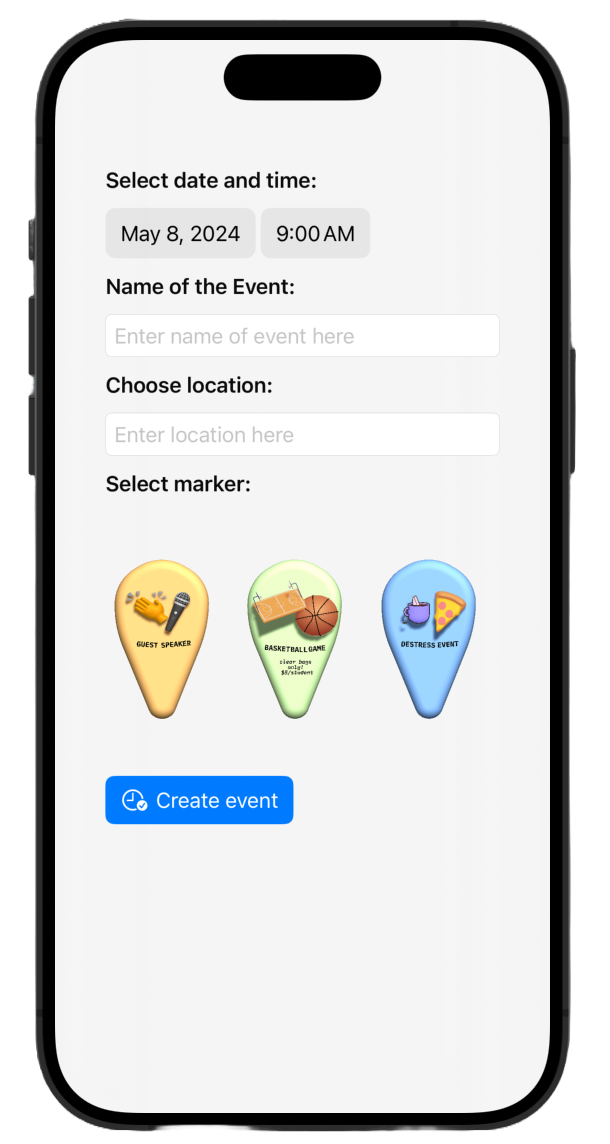 Select date and time:
May 8, 2024 9:00 AM
Name of the Event:
Enter name of event here
Choose location:
Enter location here
Select marker:
GUEST SPEAKER
BASKETBALL GAME
clear bags
only!
$5/student
DESTRESS EVENT
Create event